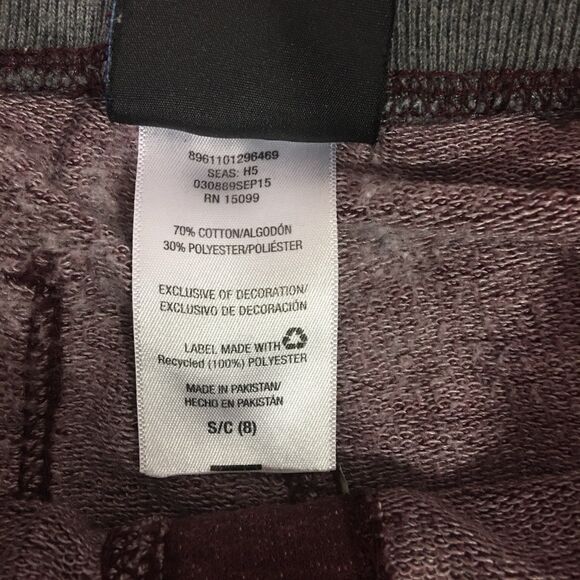 8961101296469
SEAS: H5
030889SEP15
RN 15099
70% COTTON/ALGODÓN
30% POLYESTER/POLIÉSTER
EXCLUSIVE OF DECORATION/
EXCLUSIVO DE DECORACIÓN
LABEL MADE WITH
Recycled (100%) POLYESTER
MADE IN PAKISTAN/
HECHO EN PAKISTÁN
S/C (8)